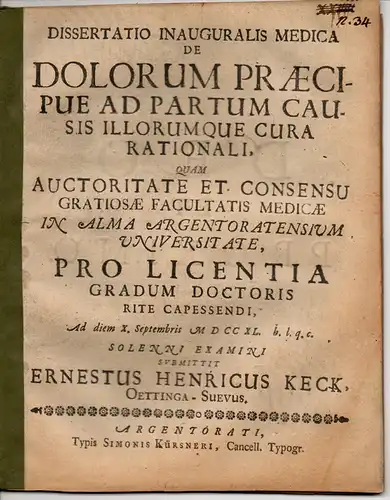 n. 34
DISSERTATIO INAUGURALIS MEDICA
DE
DOLORUM PRÆCI-
PUE AD PARTUM CAU-
SIS ILLORUMQUE CURA
RATIONALI,
QUAM
AUCTORITATE ET CONSENSU
GRATIOSÆ FACULTATIS MEDICÆ
IN ALMA ARGENTORATENSIUM
UNIVERSITATE,
PRO LICENTIA
GRADUM DOCTORIS
RITE CAPESSENDI,
Ad diem X. Septembris MDCCXL. h. l. q. c.
SOLENNI EXAMINI
SVBMITTIT
ERNESTUS HENRICUS KECK,
OETTINGA-SUEVUS.
ARGENTORATI,
Typis SIMONIS KÜRSNERI, Cancell. Typogr.